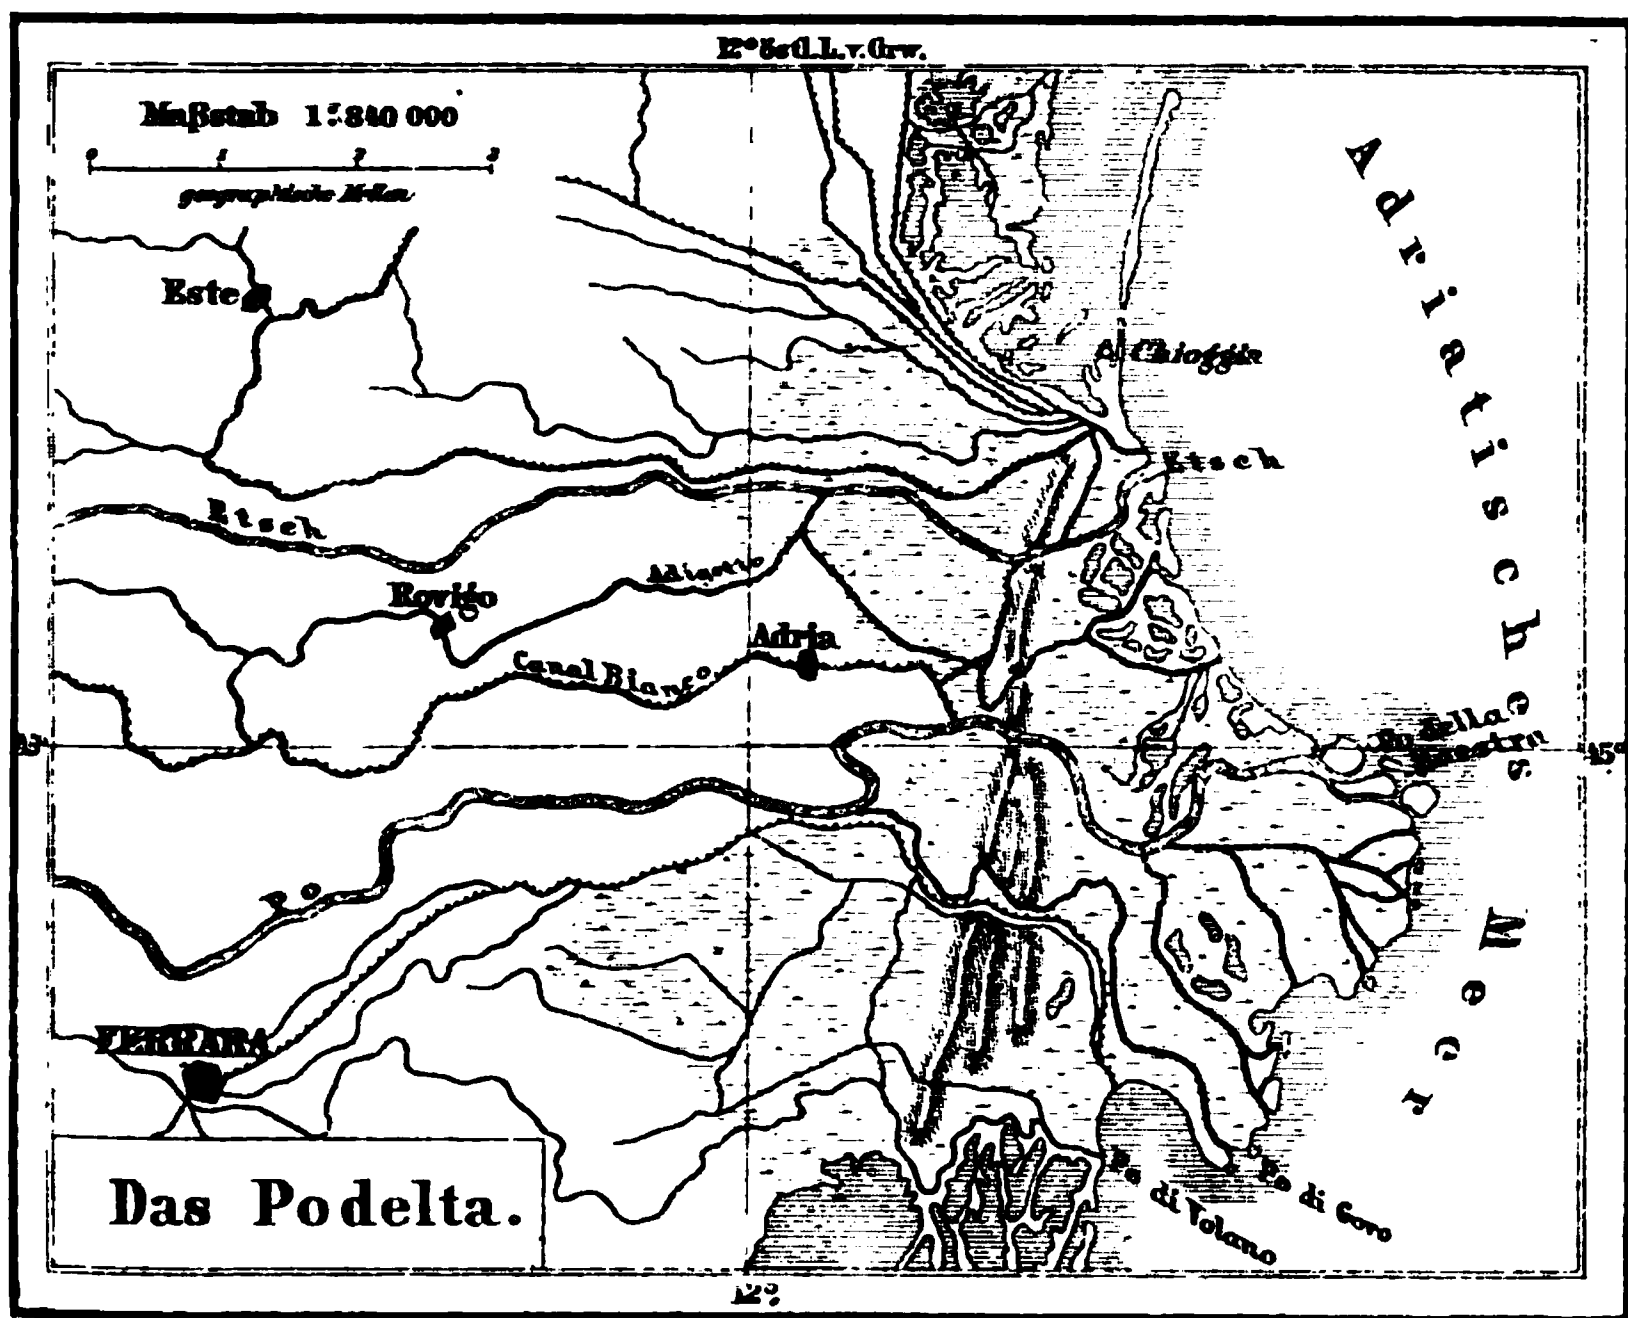 12° östl. L. v. Grw.
Maßstab 1:840 000
0 1 2 3
geographische Meilen
Este
Chioggia
Etsch
Etsch
Adigetto
Rovigo
Adria
Canal Bianco
Po della
Maestra
45°
45°
Po
FERRARA
Adriatisches Meer
Po di Volano
Po di Goro
Das Podelta.
12°